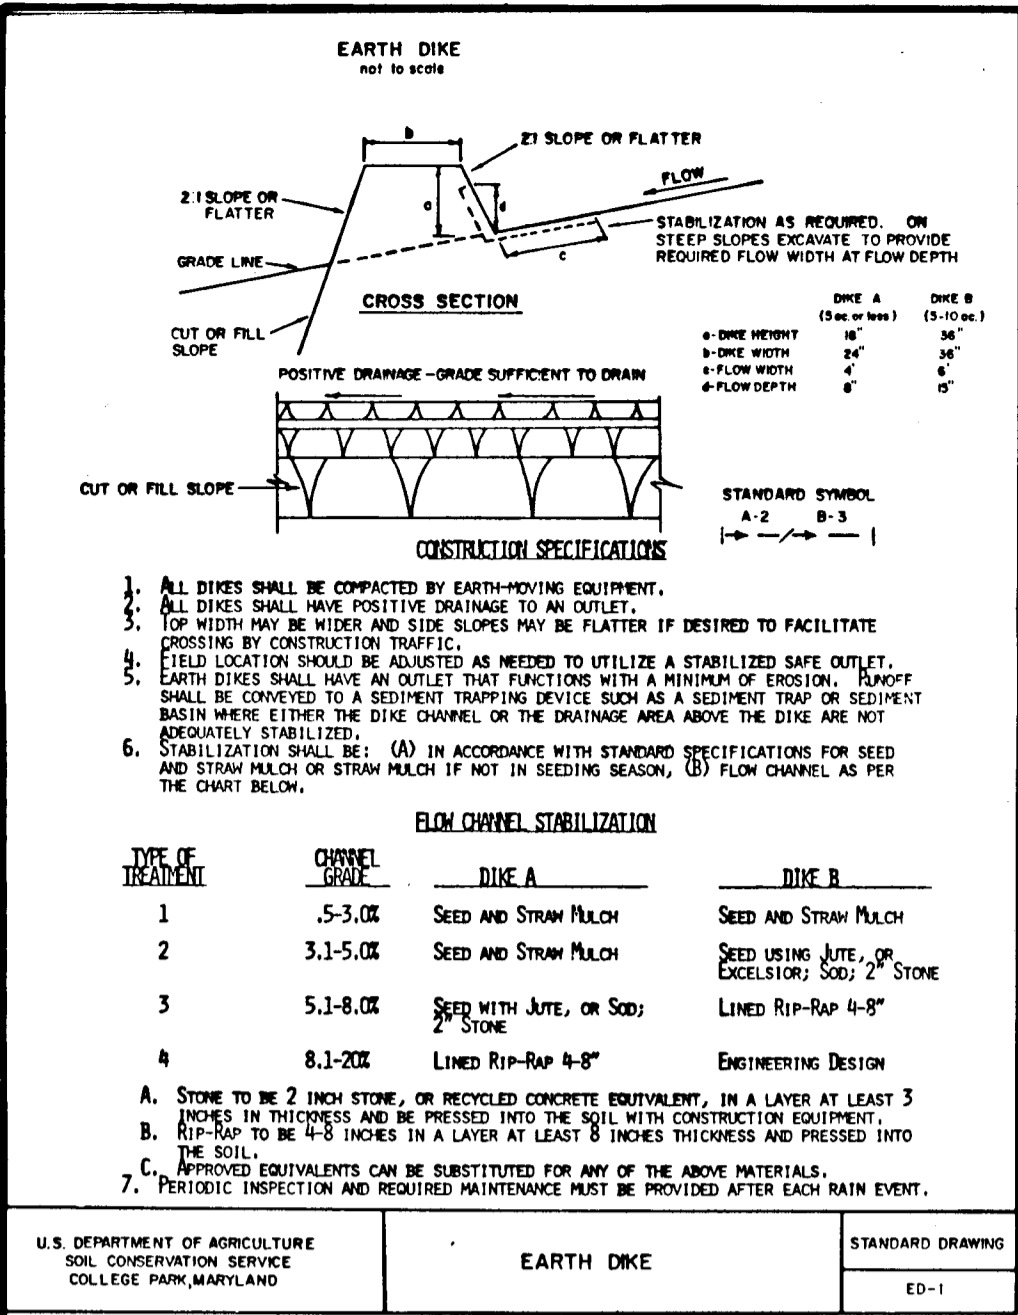 EARTH DIKE
not to scale
b
2:1 SLOPE OR FLATTER
FLOW
2:1 SLOPE OR
FLATTER
a
d
STABILIZATION AS REQUIRED. ON
STEEP SLOPES EXCAVATE TO PROVIDE
REQUIRED FLOW WIDTH AT FLOW DEPTH
c
GRADE LINE
CROSS SECTION
CUT OR FILL
SLOPE
DIKE A DIKE B
(5 ac. or less) (5-10 ac.)
a-DIKE HEIGHT 18" 36"
b-DIKE WIDTH 24" 36"
c-FLOW WIDTH 4' 6'
d-FLOW DEPTH 8" 15"
POSITIVE DRAINAGE-GRADE SUFFICIENT TO DRAIN
CUT OR FILL SLOPE
STANDARD SYMBOL
A-2 B-3
CONSTRUCTION SPECIFICATIONS
1. ALL DIKES SHALL BE COMPACTED BY EARTH-MOVING EQUIPMENT.
2. ALL DIKES SHALL HAVE POSITIVE DRAINAGE TO AN OUTLET.
3. TOP WIDTH MAY BE WIDER AND SIDE SLOPES MAY BE FLATTER IF DESIRED TO FACILITATE
CROSSING BY CONSTRUCTION TRAFFIC.
4. FIELD LOCATION SHOULD BE ADJUSTED AS NEEDED TO UTILIZE A STABILIZED SAFE OUTLET.
5. EARTH DIKES SHALL HAVE AN OUTLET THAT FUNCTIONS WITH A MINIMUM OF EROSION. RUNOFF
SHALL BE CONVEYED TO A SEDIMENT TRAPPING DEVICE SUCH AS A SEDIMENT TRAP OR SEDIMENT
BASIN WHERE EITHER THE DIKE CHANNEL OR THE DRAINAGE AREA ABOVE THE DIKE ARE NOT
ADEQUATELY STABILIZED.
6. STABILIZATION SHALL BE: (A) IN ACCORDANCE WITH STANDARD SPECIFICATIONS FOR SEED
AND STRAW MULCH OR STRAW MULCH IF NOT IN SEEDING SEASON, (B) FLOW CHANNEL AS PER
THE CHART BELOW.
FLOW CHANNEL STABILIZATION
TYPE OF CHANNEL
TREATMENT GRADE DIKE A DIKE B
1 .5-3.0% SEED AND STRAW MULCH SEED AND STRAW MULCH
2 3.1-5.0% SEED AND STRAW MULCH SEED USING JUTE, OR
EXCELSIOR; SOD; 2" STONE
3 5.1-8.0% SEED WITH JUTE, OR SOD; LINED RIP-RAP 4-8"
2" STONE
4 8.1-20% LINED RIP-RAP 4-8" ENGINEERING DESIGN
A. STONE TO BE 2 INCH STONE, OR RECYCLED CONCRETE EQUIVALENT, IN A LAYER AT LEAST 3
INCHES IN THICKNESS AND BE PRESSED INTO THE SOIL WITH CONSTRUCTION EQUIPMENT.
B. RIP-RAP TO BE 4-8 INCHES IN A LAYER AT LEAST 8 INCHES THICKNESS AND PRESSED INTO
THE SOIL.
C. APPROVED EQUIVALENTS CAN BE SUBSTITUTED FOR ANY OF THE ABOVE MATERIALS.
7. PERIODIC INSPECTION AND REQUIRED MAINTENANCE MUST BE PROVIDED AFTER EACH RAIN EVENT.
U.S. DEPARTMENT OF AGRICULTURE
SOIL CONSERVATION SERVICE
COLLEGE PARK, MARYLAND
EARTH DIKE
STANDARD DRAWING
ED-1